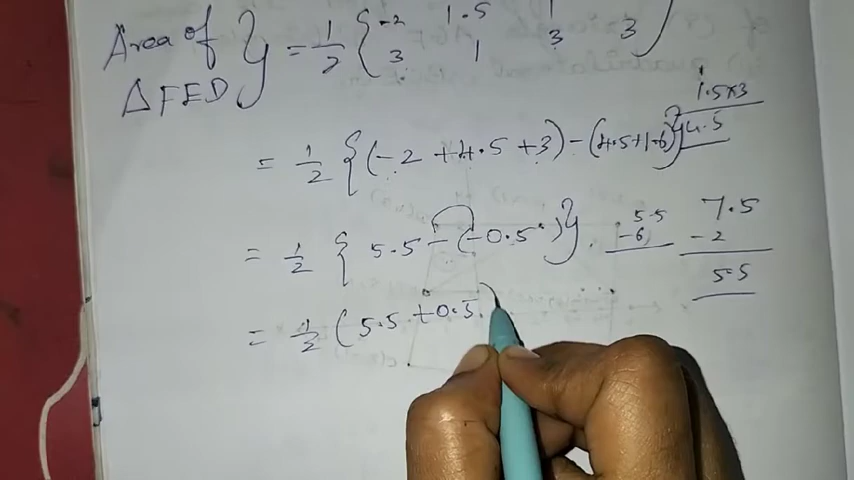 Area of } = 1/2 { -2 1.5 1
ΔFED 3 1 3 3 }
1.5×3
4.5
= 1/2 { (-2 +4.5 +3) - (4.5+1-6) }
= 1/2 { 5.5 - (-0.5) }
5.5
-6
7.5
-2
5.5
= 1/2 ( 5.5 +0.5